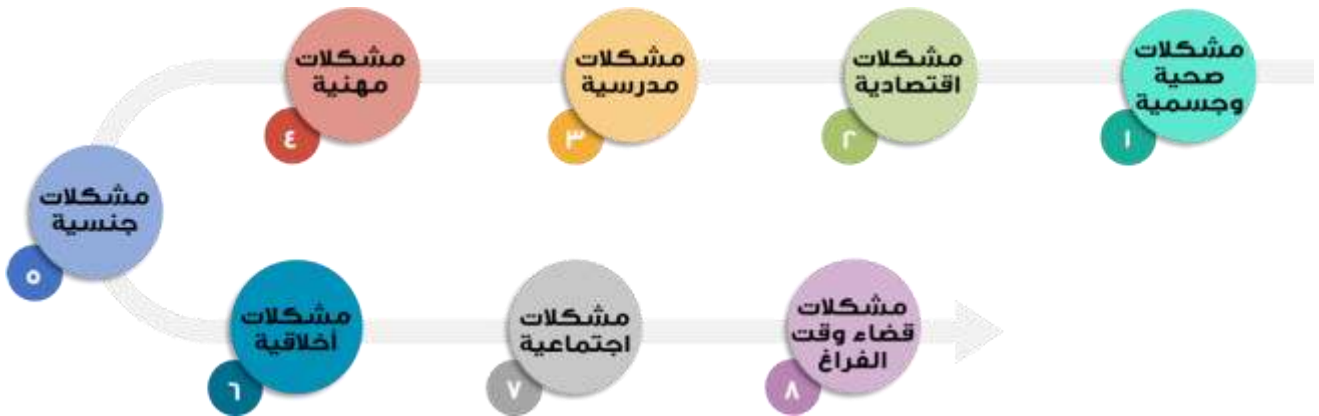 مشكلات
صحية
وجسمية
١
مشكلات
اقتصادية
٢
مشكلات
مدرسية
٣
مشكلات
مهنية
٤
مشكلات
جنسية
٥
مشكلات
أخلاقية
٦
مشكلات
اجتماعية
٧
مشكلات
قضاء وقت
الفراغ
٨